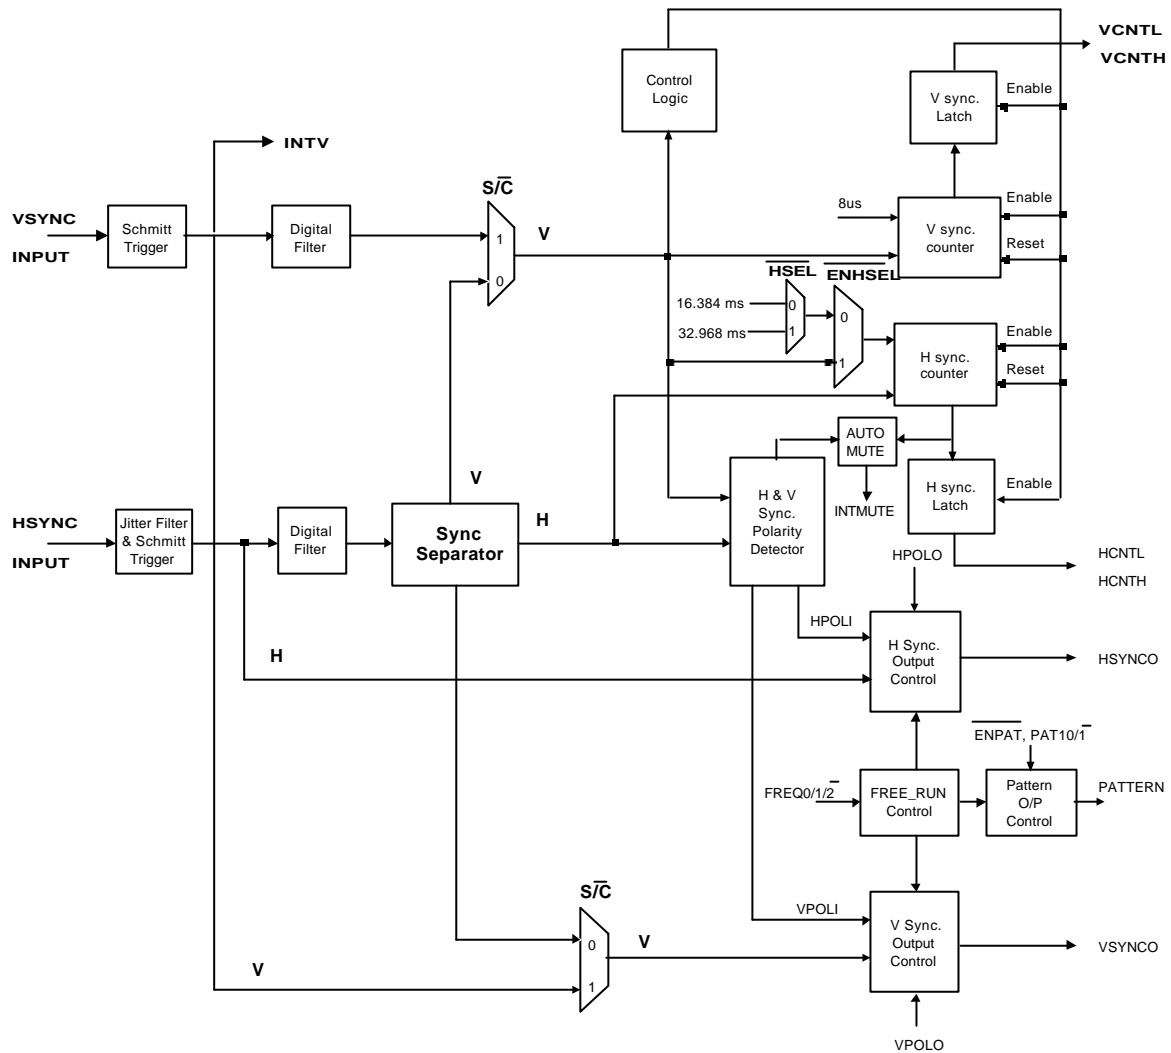 VCNTL
VCNTH
Control
Logic
V sync.
Latch
Enable
INTV
S/C̅
VSYNC
INPUT
Schmitt
Trigger
Digital
Filter
1
0
V
8us
V sync.
counter
Enable
Reset
H̅S̅E̅L̅
E̅N̅H̅S̅E̅L̅
16.384 ms
32.968 ms
0
1
0
1
H sync.
counter
Enable
Reset
AUTO
MUTE
INTMUTE
H sync.
Latch
Enable
V
HSYNC
INPUT
Jitter Filter
& Schmitt
Trigger
Digital
Filter
Sync
Separator
H
H & V
Sync.
Polarity
Detector
HCNTL
HCNTH
HPOLO
HPOLI
H
H Sync.
Output
Control
HSYNCO
E̅N̅P̅A̅T̅, PAT10/1̅
FREQ0/1/2̅
FREE_RUN
Control
Pattern
O/P
Control
PATTERN
S/C̅
VPOLI
0
1
V
V
V Sync.
Output
Control
VSYNCO
VPOLO